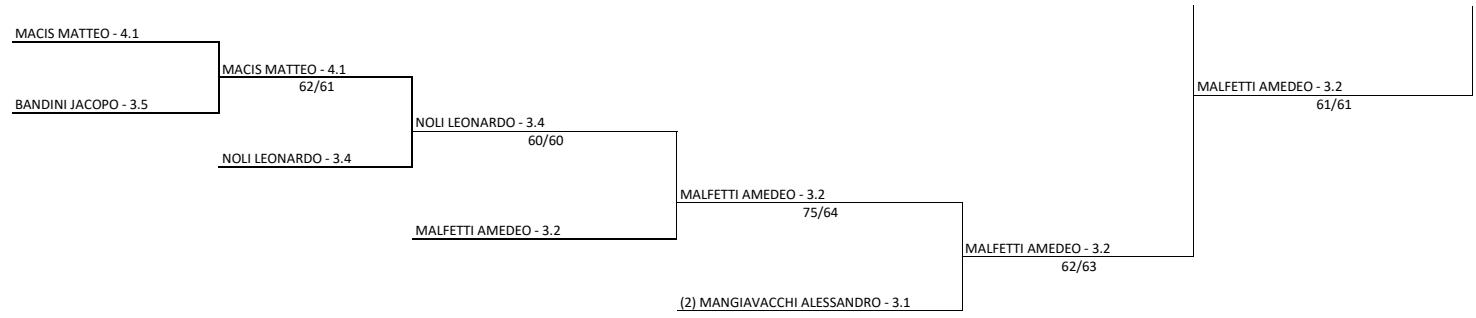 MACIS MATTEO - 4.1
MACIS MATTEO - 4.1
62/61
MALFETTI AMEDEO - 3.2
61/61
BANDINI JACOPO - 3.5
NOLI LEONARDO - 3.4
60/60
NOLI LEONARDO - 3.4
MALFETTI AMEDEO - 3.2
75/64
MALFETTI AMEDEO - 3.2
MALFETTI AMEDEO - 3.2
62/63
(2) MANGIAVACCHI ALESSANDRO - 3.1